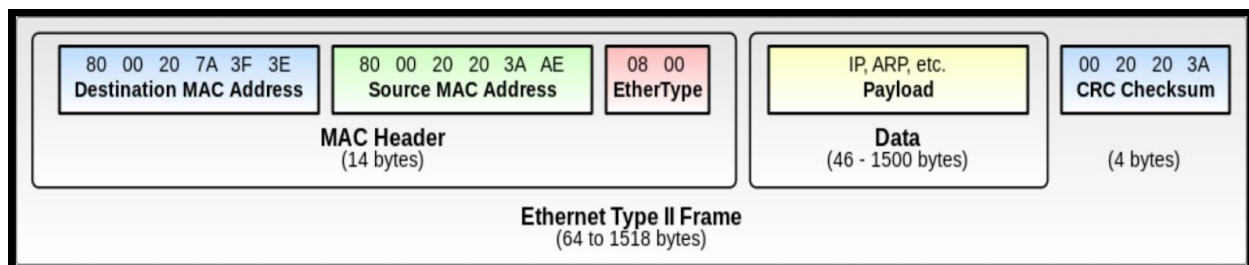 80 00 20 7A 3F 3E
Destination MAC Address
80 00 20 20 3A AE
Source MAC Address
08 00
EtherType
MAC Header
(14 bytes)
IP, ARP, etc.
Payload
Data
(46 - 1500 bytes)
00 20 20 3A
CRC Checksum
(4 bytes)
Ethernet Type II Frame
(64 to 1518 bytes)